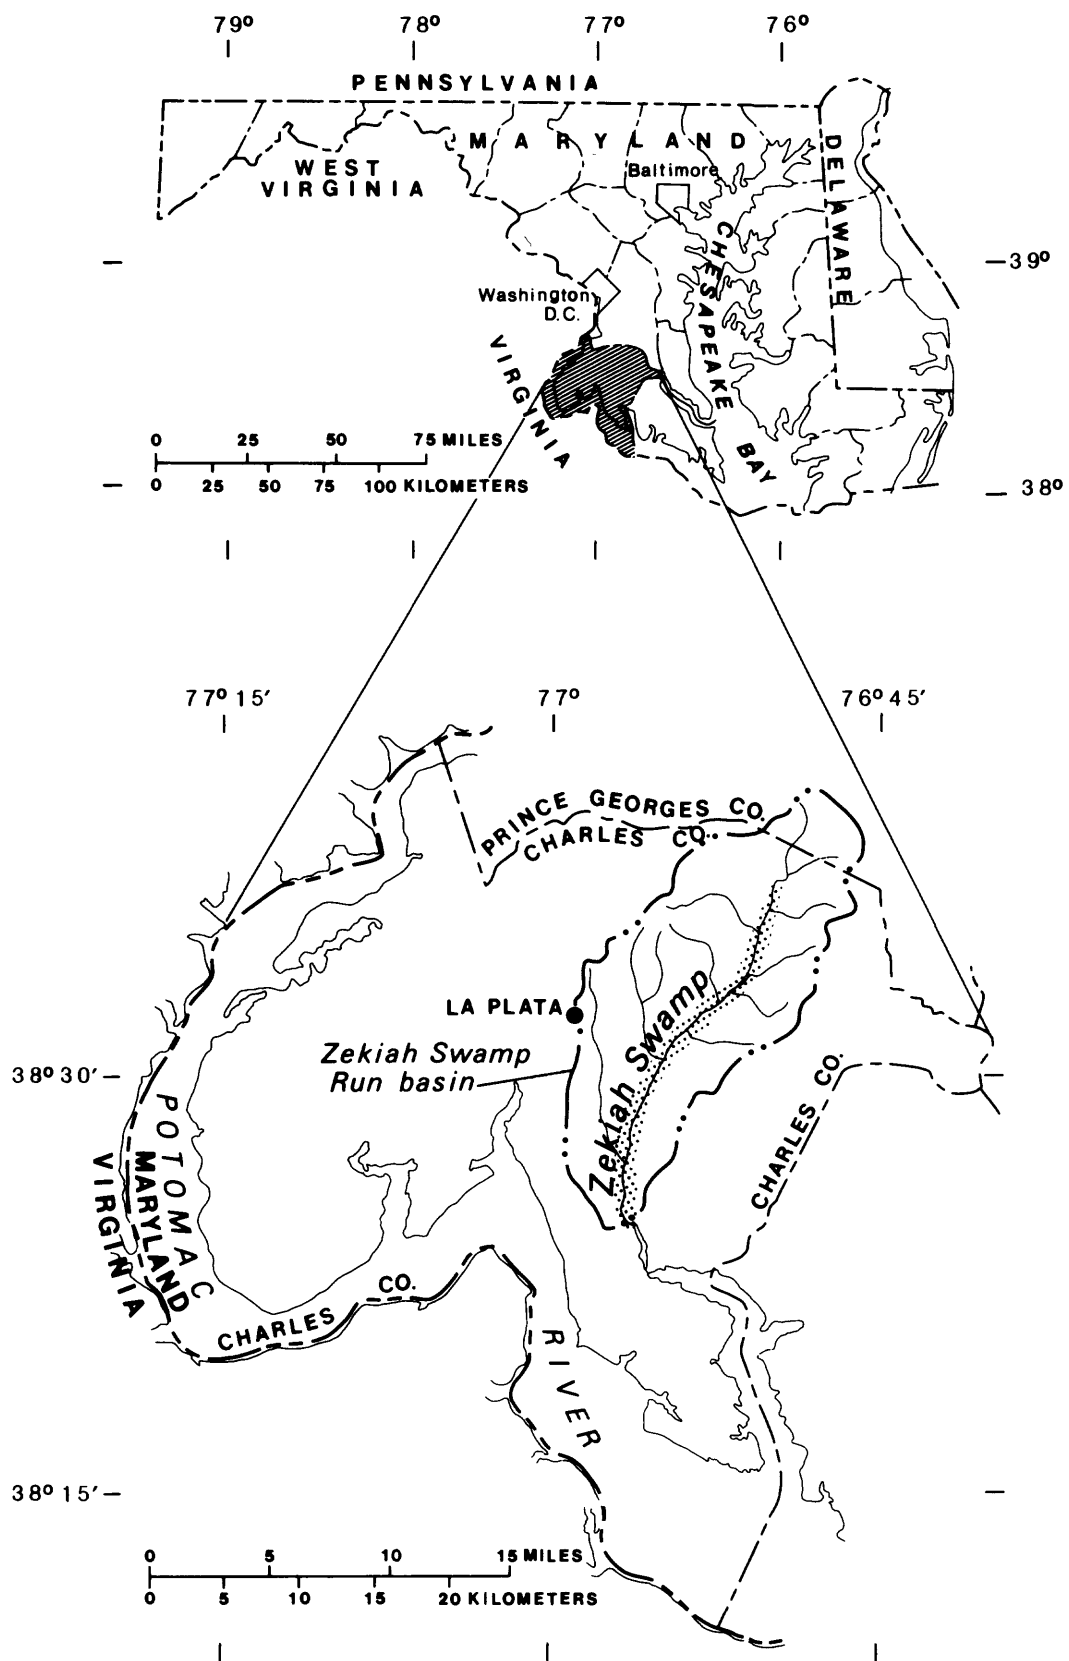 79° 78° 77° 76°
PENNSYLVANIA
MARYLAND
WEST
VIRGINIA
Baltimore
DELAWARE
CHESAPEAKE BAY
39°
Washington
D.C.
VIRGINIA
0 25 50 75 MILES
0 25 50 75 100 KILOMETERS
38°
77° 15' 77° 76° 45'
PRINCE GEORGES CO.
CHARLES CO.
LA PLATA
Zekiah Swamp
Zekiah Swamp
Run basin
38° 30'
CHARLES CO.
POTOMAC
MARYLAND
VIRGINIA
CHARLES CO.
RIVER
38° 15'
0 5 10 15 MILES
0 5 10 15 20 KILOMETERS